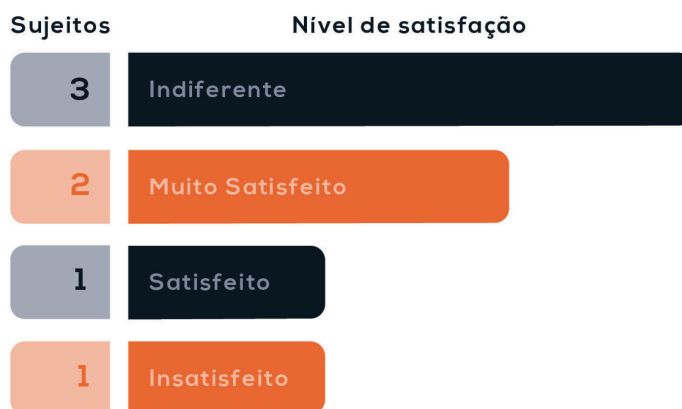 Sujeitos Nível de satisfação
3 Indiferente
2 Muito Satisfeito
1 Satisfeito
1 Insatisfeito